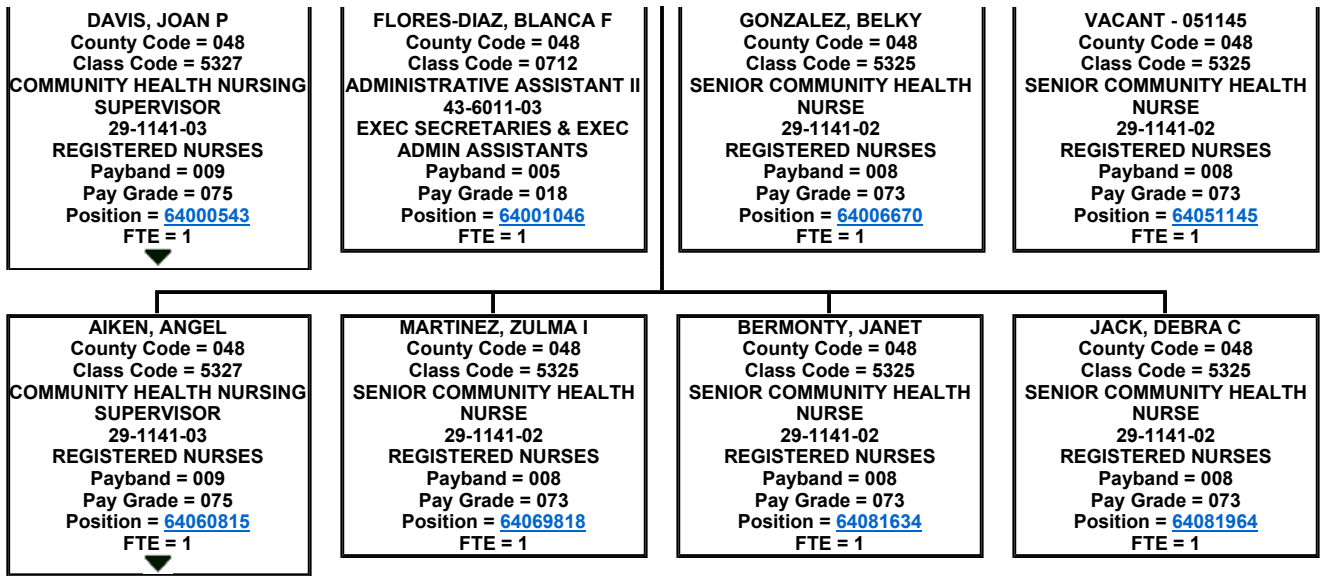 DAVIS, JOAN P
County Code = 048
Class Code = 5327
COMMUNITY HEALTH NURSING
SUPERVISOR
29-1141-03
REGISTERED NURSES
Payband = 009
Pay Grade = 075
Position = 64000543
FTE = 1
FLORES-DIAZ, BLANCA F
County Code = 048
Class Code = 0712
ADMINISTRATIVE ASSISTANT II
43-6011-03
EXEC SECRETARIES & EXEC
ADMIN ASSISTANTS
Payband = 005
Pay Grade = 018
Position = 64001046
FTE = 1
GONZALEZ, BELKY
County Code = 048
Class Code = 5325
SENIOR COMMUNITY HEALTH
NURSE
29-1141-02
REGISTERED NURSES
Payband = 008
Pay Grade = 073
Position = 64006670
FTE = 1
VACANT - 051145
County Code = 048
Class Code = 5325
SENIOR COMMUNITY HEALTH
NURSE
29-1141-02
REGISTERED NURSES
Payband = 008
Pay Grade = 073
Position = 64051145
FTE = 1
AIKEN, ANGEL
County Code = 048
Class Code = 5327
COMMUNITY HEALTH NURSING
SUPERVISOR
29-1141-03
REGISTERED NURSES
Payband = 009
Pay Grade = 075
Position = 64060815
FTE = 1
MARTINEZ, ZULMA I
County Code = 048
Class Code = 5325
SENIOR COMMUNITY HEALTH
NURSE
29-1141-02
REGISTERED NURSES
Payband = 008
Pay Grade = 073
Position = 64069818
FTE = 1
BERMONTY, JANET
County Code = 048
Class Code = 5325
SENIOR COMMUNITY HEALTH
NURSE
29-1141-02
REGISTERED NURSES
Payband = 008
Pay Grade = 073
Position = 64081634
FTE = 1
JACK, DEBRA C
County Code = 048
Class Code = 5325
SENIOR COMMUNITY HEALTH
NURSE
29-1141-02
REGISTERED NURSES
Payband = 008
Pay Grade = 073
Position = 64081964
FTE = 1